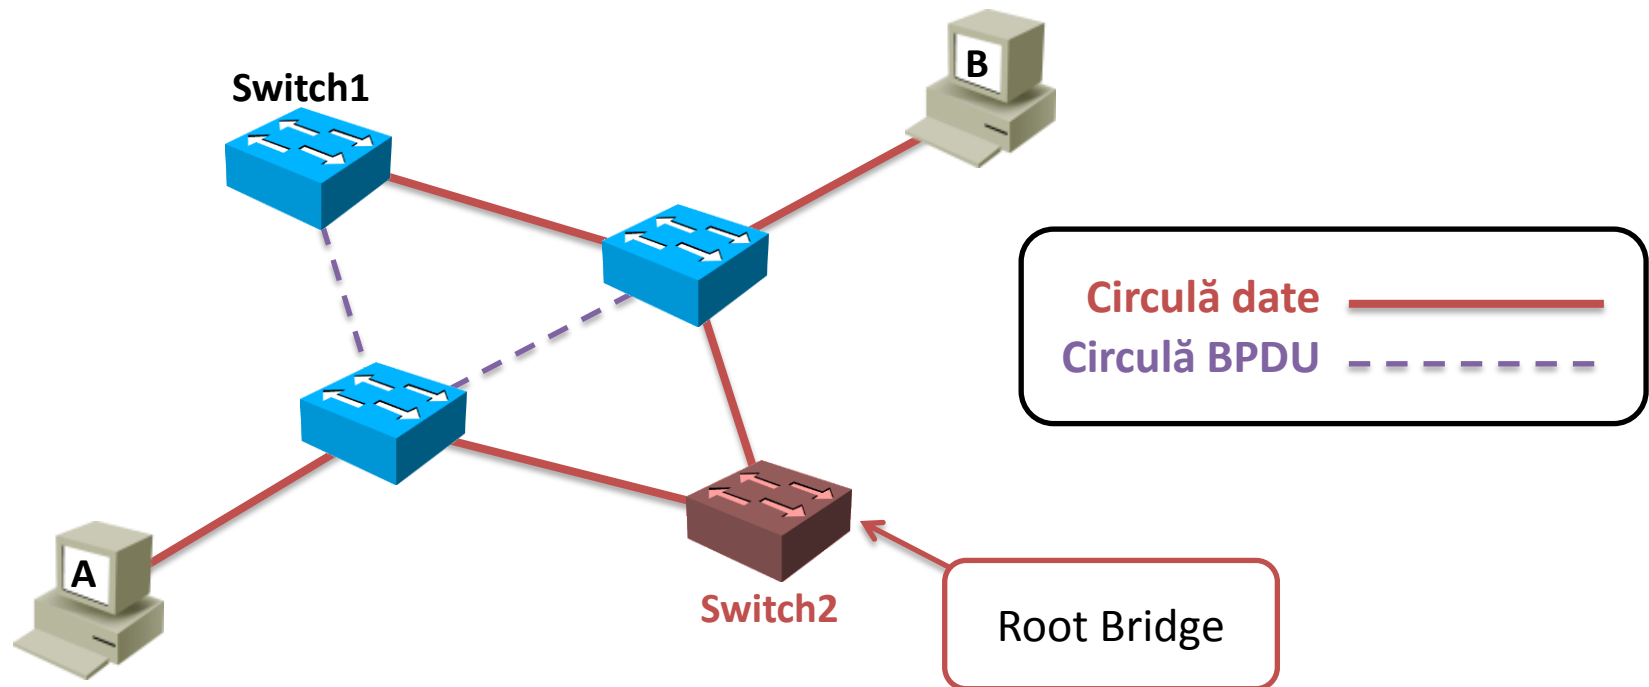 B
Switch1
Circulă date
Circulă BPDU
A
Switch2
Root Bridge